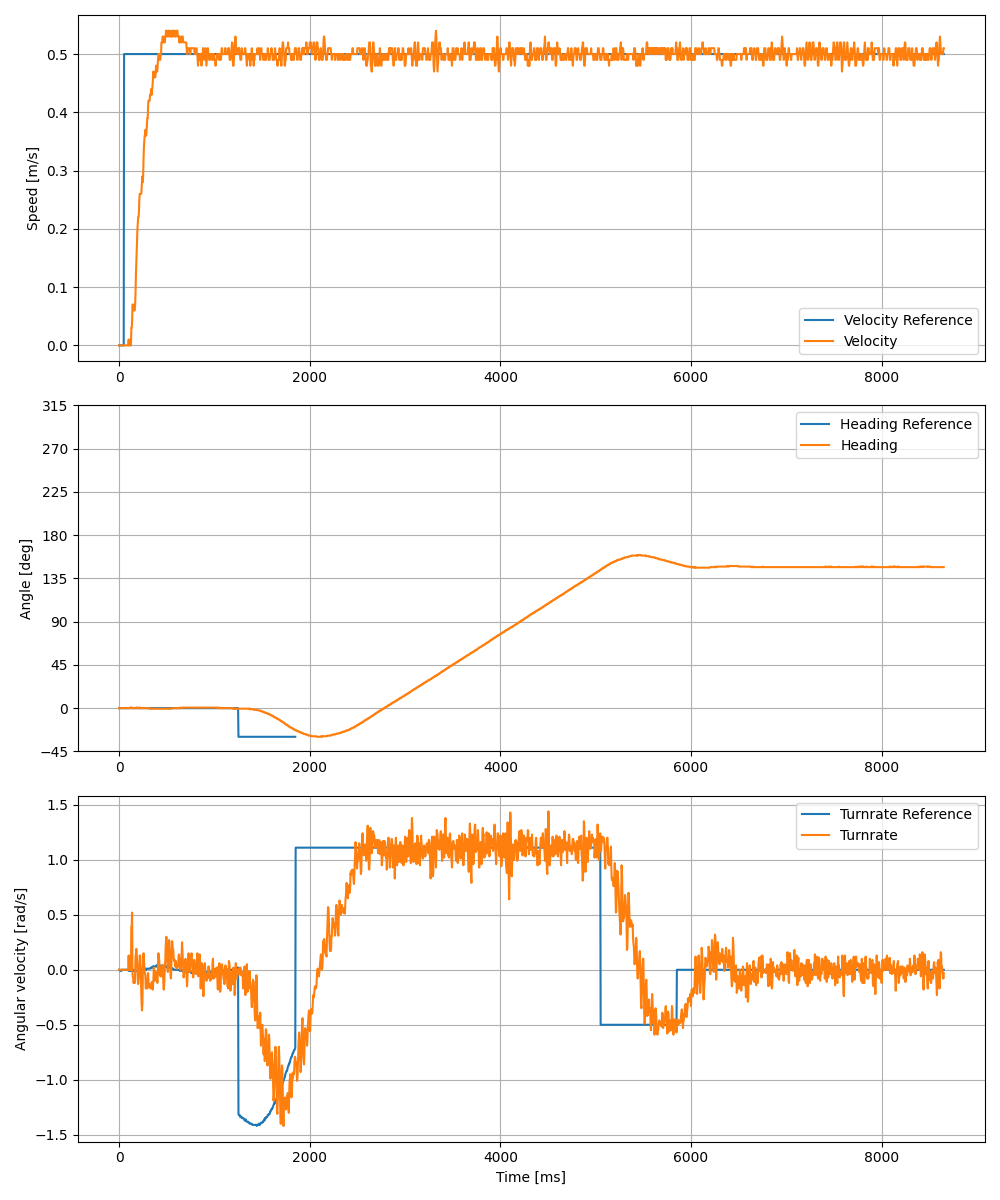 0.5
0.4
0.3
0.2
0.1
0.0
Speed [m/s]
Velocity Reference
Velocity
0 2000 4000 6000 8000
315
270
225
180
135
90
45
0
−45
Angle [deg]
Heading Reference
Heading
0 2000 4000 6000 8000
1.5
1.0
0.5
0.0
−0.5
−1.0
−1.5
Angular velocity [rad/s]
Turnrate Reference
Turnrate
0 2000 4000 6000 8000
Time [ms]